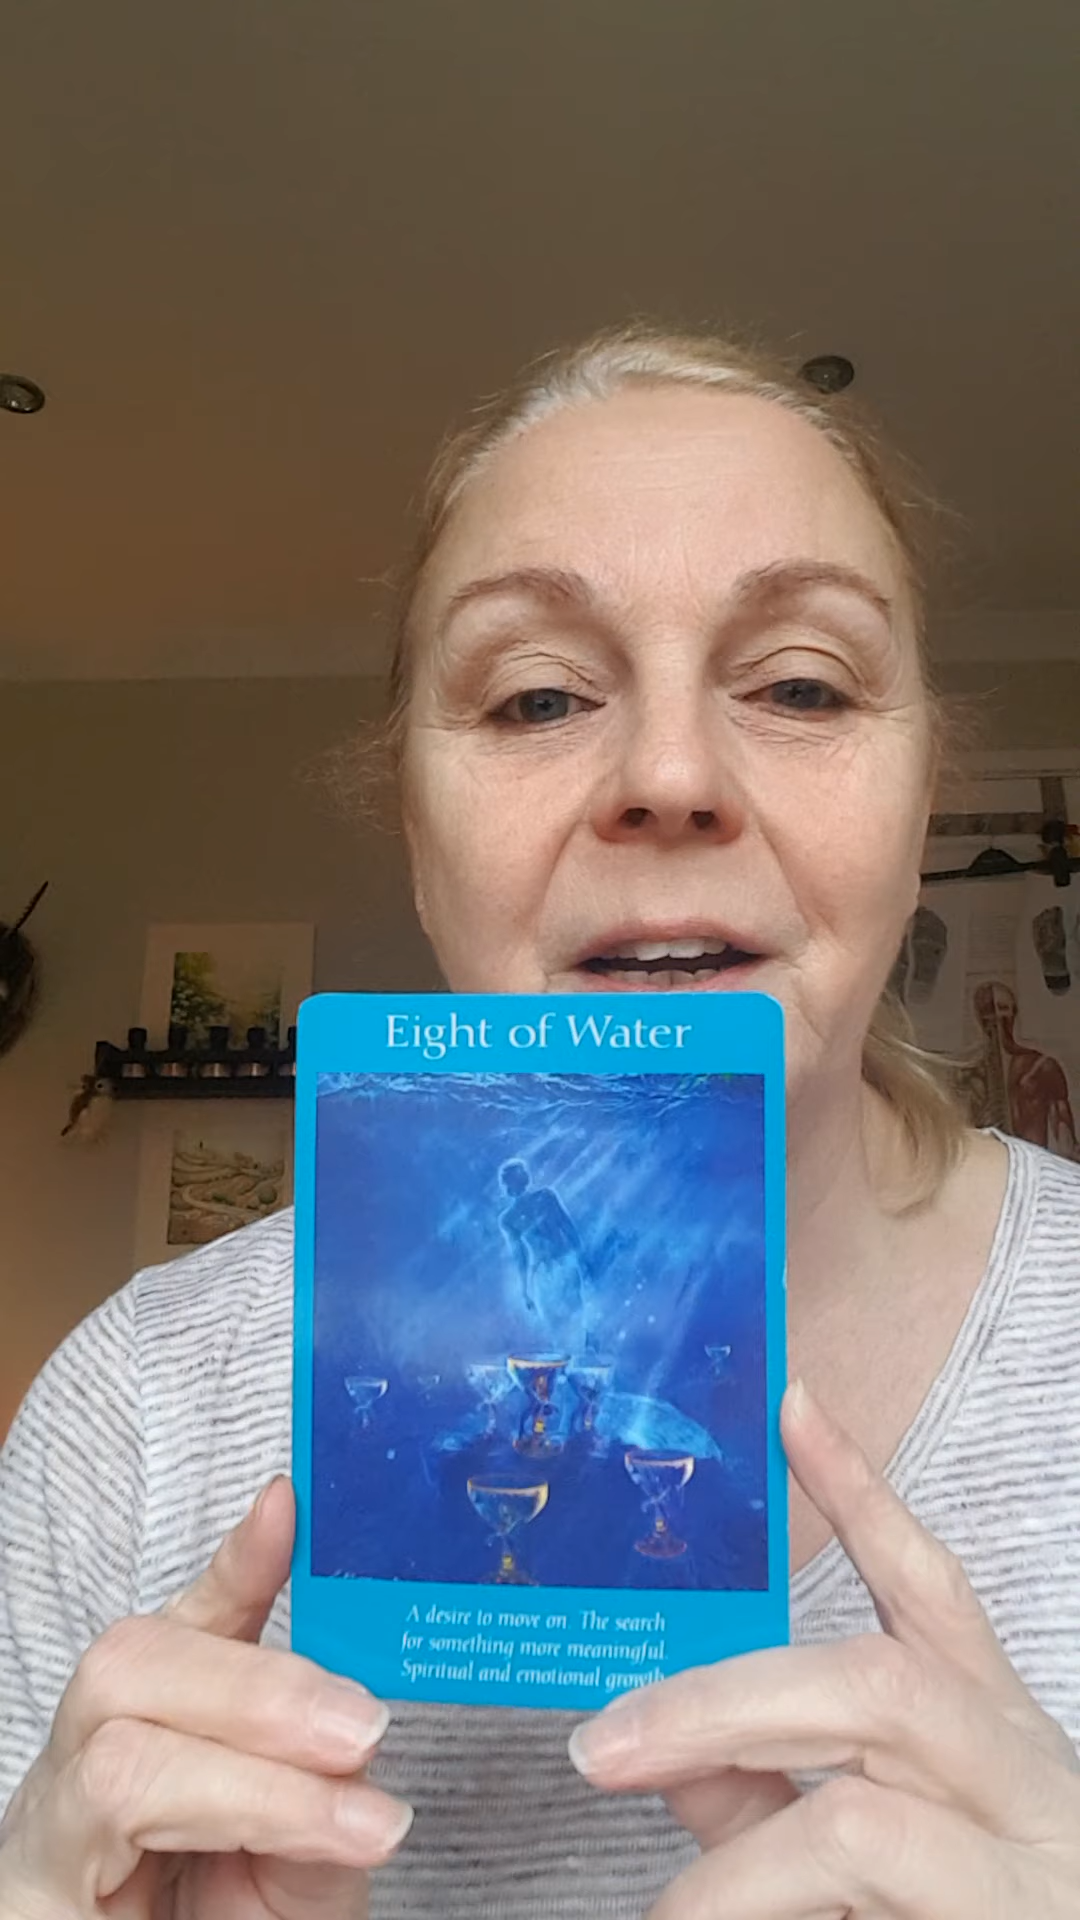 Eight of Water
A desire to move on. The search
for something more meaningful.
Spiritual and emotional growth